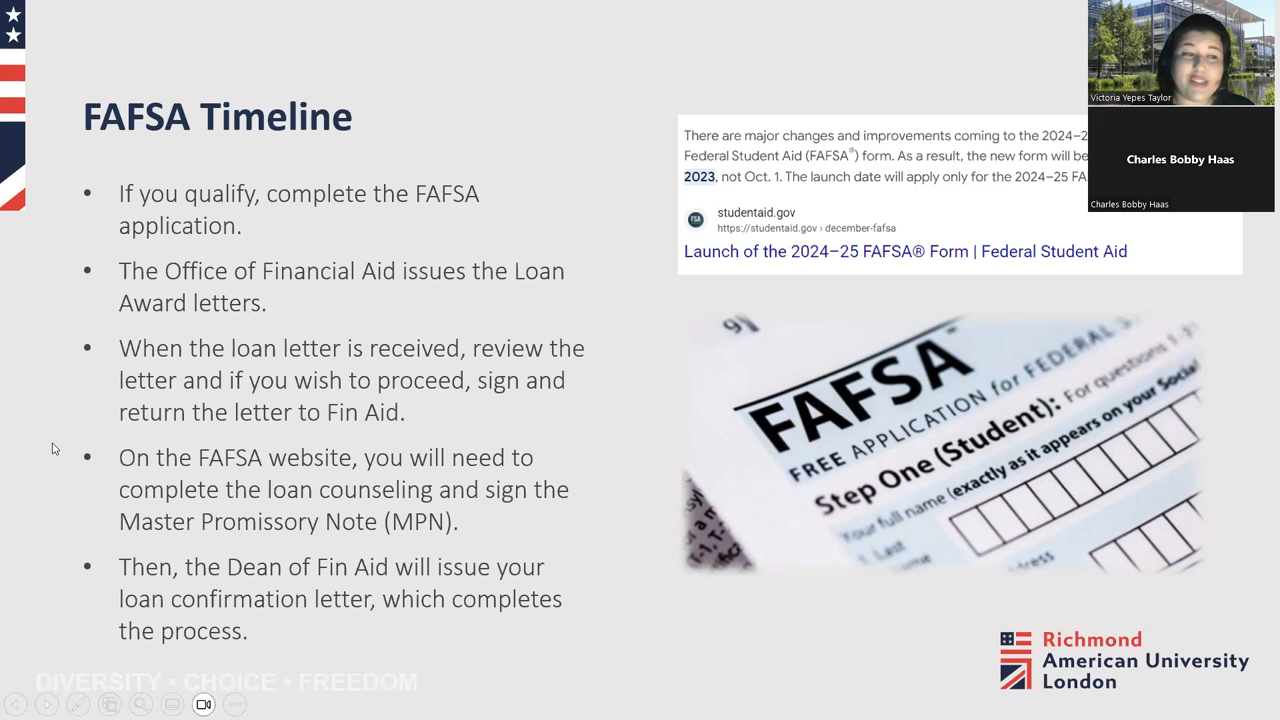 FAFSA Timeline
• If you qualify, complete the FAFSA
application.
• The Office of Financial Aid issues the Loan
Award letters.
• When the loan letter is received, review the
letter and if you wish to proceed, sign and
return the letter to Fin Aid.
• On the FAFSA website, you will need to
complete the loan counseling and sign the
Master Promissory Note (MPN).
• Then, the Dean of Fin Aid will issue your
loan confirmation letter, which completes
the process.
DIVERSITY • CHOICE • FREEDOM
There are major changes and improvements coming to the 2024–2
Federal Student Aid (FAFSA®) form. As a result, the new form will be
2023, not Oct. 1. The launch date will apply only for the 2024–25 FA
FSA
studentaid.gov
https://studentaid.gov › december-fafsa
Launch of the 2024–25 FAFSA® Form | Federal Student Aid
Victoria Yepes Taylor
Charles Bobby Haas
Charles Bobby Haas
FAFSA
FREE APPLICATION for FEDERAL
Step One (Student): For questions
Your full name (exactly as it appears on your Social
1. Last
name
Richmond
American University
London